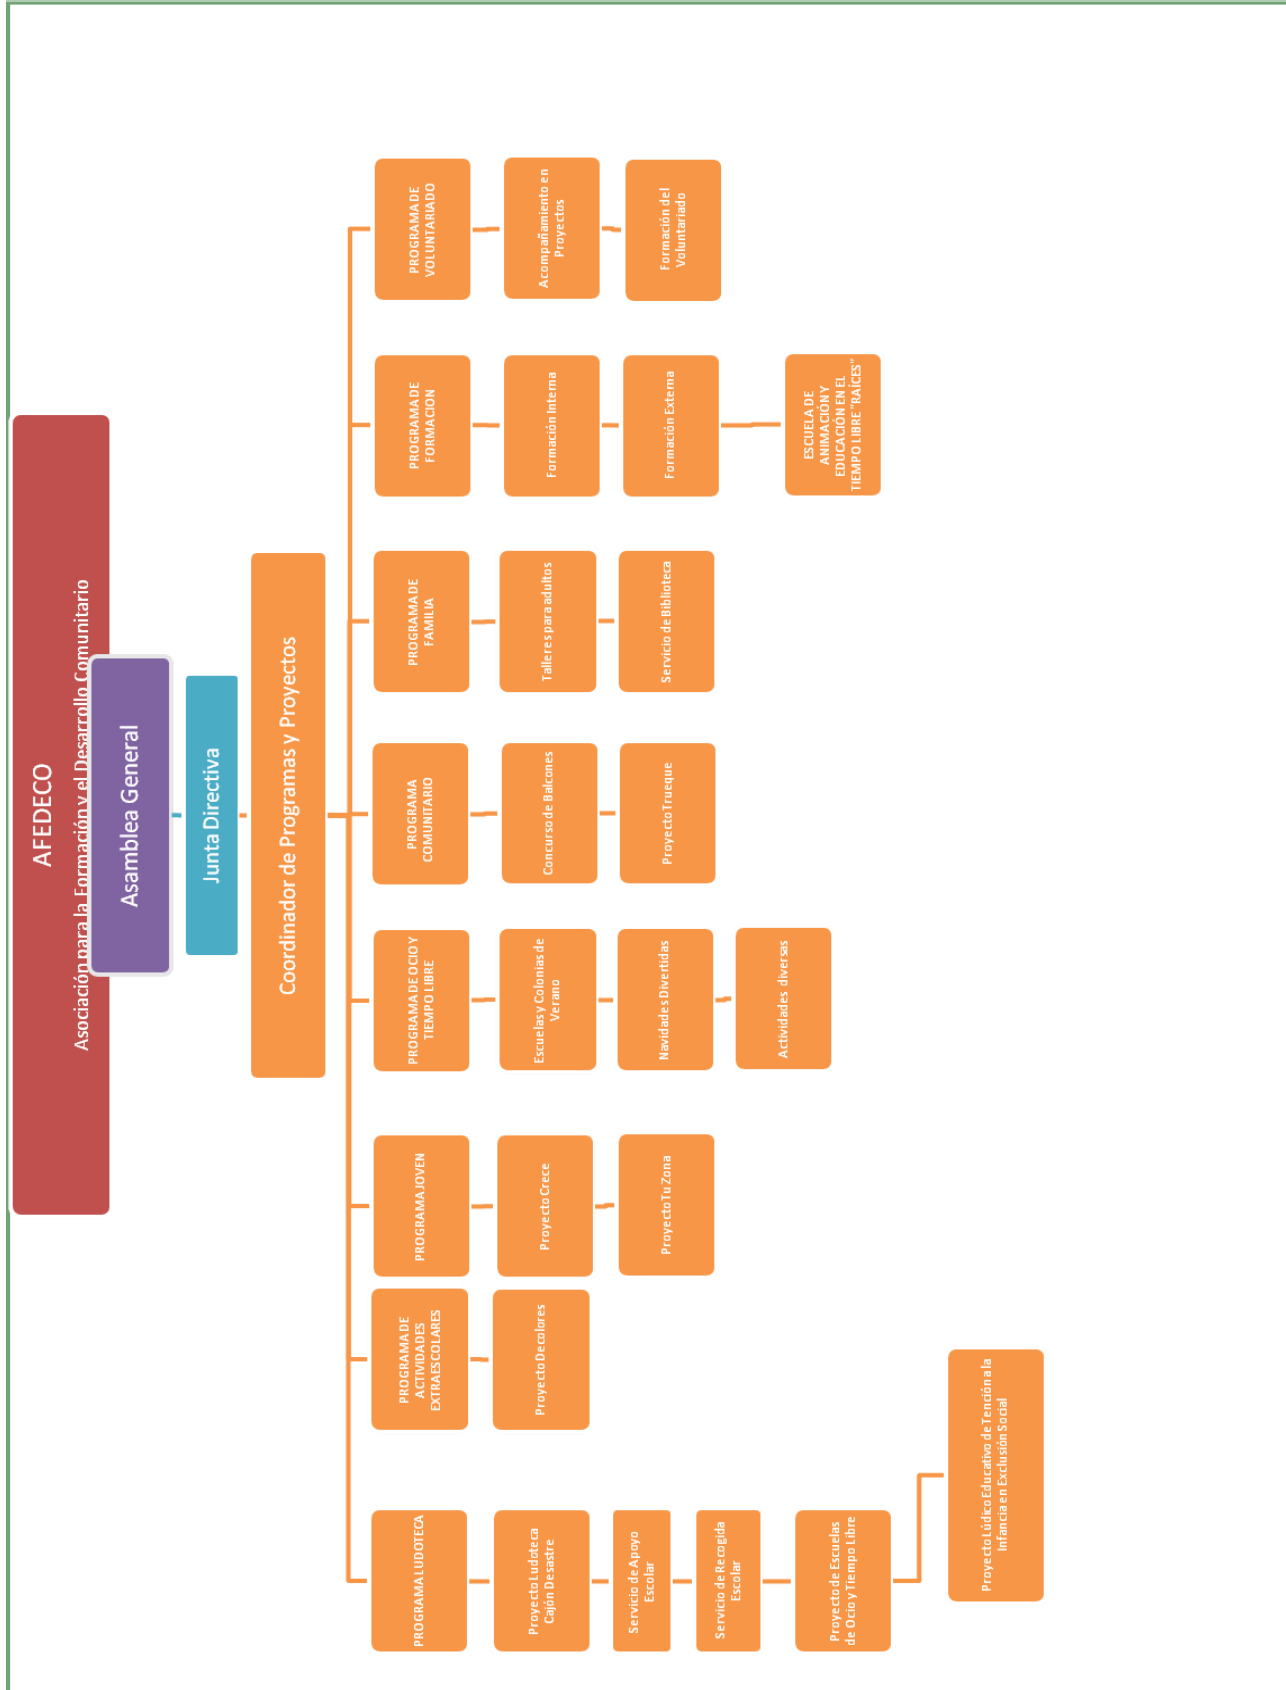 AFEDECO
Asociación para la Formación y el Desarrollo Comunitario
Asamblea General
Junta Directiva
Coordinador de Programas y Proyectos
PROGRAMA LUDOTECA
Proyecto Ludoteca
Cajón Desastre
Servicio de Apoyo
Escolar
Servicio de Recogida
Escolar
Proyecto de Escuelas
de Ocio y Tiempo Libre
Proyecto Lúdico Educativo de Tención a la
Infancia en Exclusión Social
PROGRAMA DE
ACTIVIDADES
EXTRAESCOLARES
Proyecto Decolores
PROGRAMA JOVEN
Proyecto Crece
Proyecto Tu Zona
PROGRAMA DE OCIO Y
TIEMPO LIBRE
Escuelas y Colonias de
Verano
Navidades Divertidas
Actividades diversas
PROGRAMA
COMUNITARIO
Concurso de Balcones
Proyecto Trueque
PROGRAMA DE
FAMILIA
Talleres para adultos
Servicio de Biblioteca
PROGRAMA DE
FORMACION
Formación Interna
Formación Externa
ESCUELA DE
ANIMACIÓN Y
EDUCACIÓN EN EL
TIEMPO LIBRE "RAÍCES"
PROGRAMA DE
VOLUNTARIADO
Acompañamiento en
Proyectos
Formación del
Voluntariado